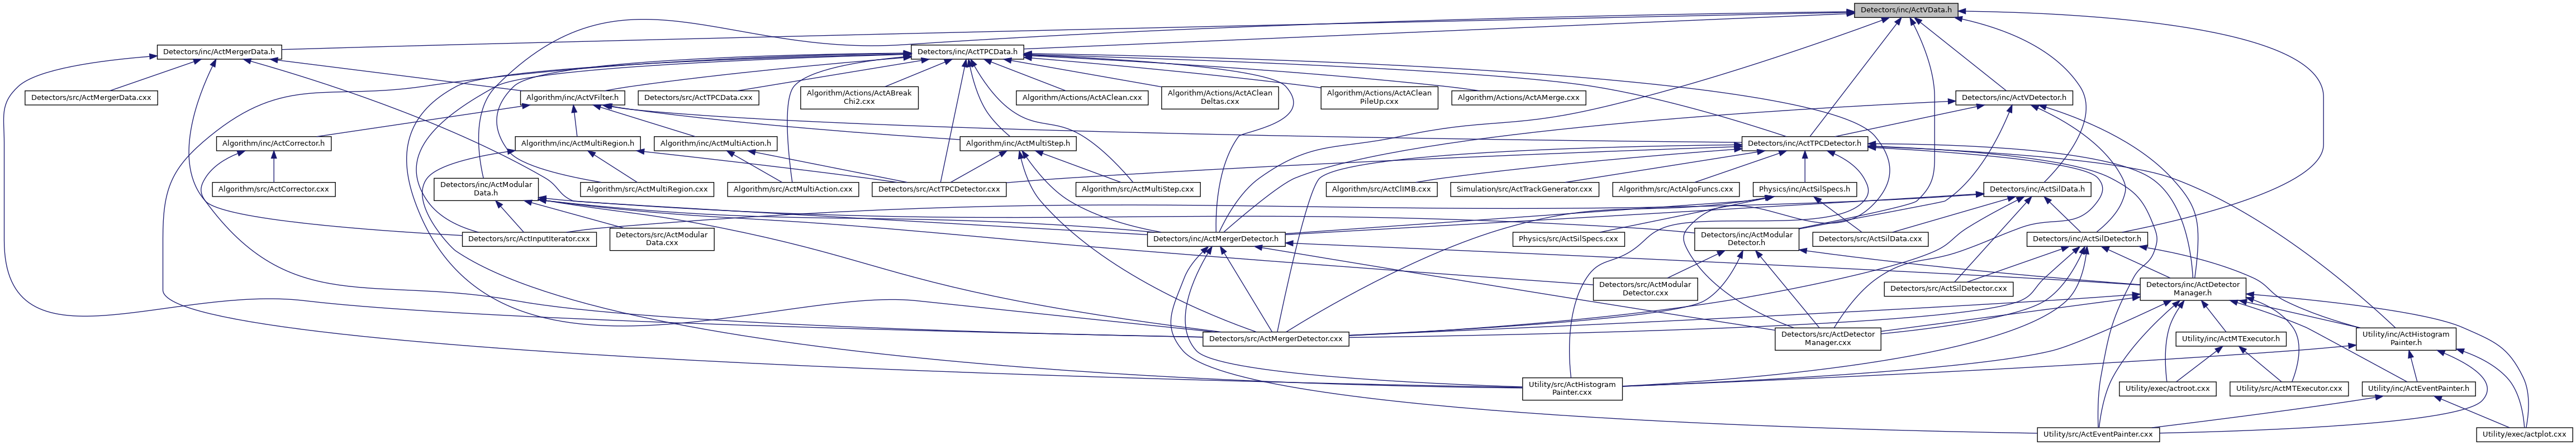 Detectors/inc/ActVData.h
Detectors/inc/ActMergerData.h
Detectors/inc/ActTPCData.h
Detectors/src/ActMergerData.cxx
Algorithm/inc/ActVFilter.h
Detectors/src/ActTPCData.cxx
Algorithm/Actions/ActABreak
Chi2.cxx
Algorithm/Actions/ActAClean.cxx
Algorithm/Actions/ActAClean
Deltas.cxx
Algorithm/Actions/ActAClean
PileUp.cxx
Algorithm/Actions/ActAMerge.cxx
Detectors/inc/ActVDetector.h
Algorithm/inc/ActCorrector.h
Algorithm/inc/ActMultiRegion.h
Algorithm/inc/ActMultiAction.h
Algorithm/inc/ActMultiStep.h
Detectors/inc/ActTPCDetector.h
Algorithm/src/ActCorrector.cxx
Detectors/inc/ActModular
Data.h
Algorithm/src/ActMultiRegion.cxx
Algorithm/src/ActMultiAction.cxx
Detectors/src/ActTPCDetector.cxx
Algorithm/src/ActMultiStep.cxx
Algorithm/src/ActClIMB.cxx
Simulation/src/ActTrackGenerator.cxx
Algorithm/src/ActAlgoFuncs.cxx
Physics/inc/ActSilSpecs.h
Detectors/inc/ActSilData.h
Detectors/src/ActInputIterator.cxx
Detectors/src/ActModular
Data.cxx
Detectors/inc/ActMergerDetector.h
Physics/src/ActSilSpecs.cxx
Detectors/inc/ActModular
Detector.h
Detectors/src/ActSilData.cxx
Detectors/inc/ActSilDetector.h
Detectors/src/ActModular
Detector.cxx
Detectors/src/ActSilDetector.cxx
Detectors/inc/ActDetector
Manager.h
Detectors/src/ActMergerDetector.cxx
Detectors/src/ActDetector
Manager.cxx
Utility/inc/ActMTExecutor.h
Utility/inc/ActHistogram
Painter.h
Utility/src/ActHistogram
Painter.cxx
Utility/exec/actroot.cxx
Utility/src/ActMTExecutor.cxx
Utility/inc/ActEventPainter.h
Utility/src/ActEventPainter.cxx
Utility/exec/actplot.cxx